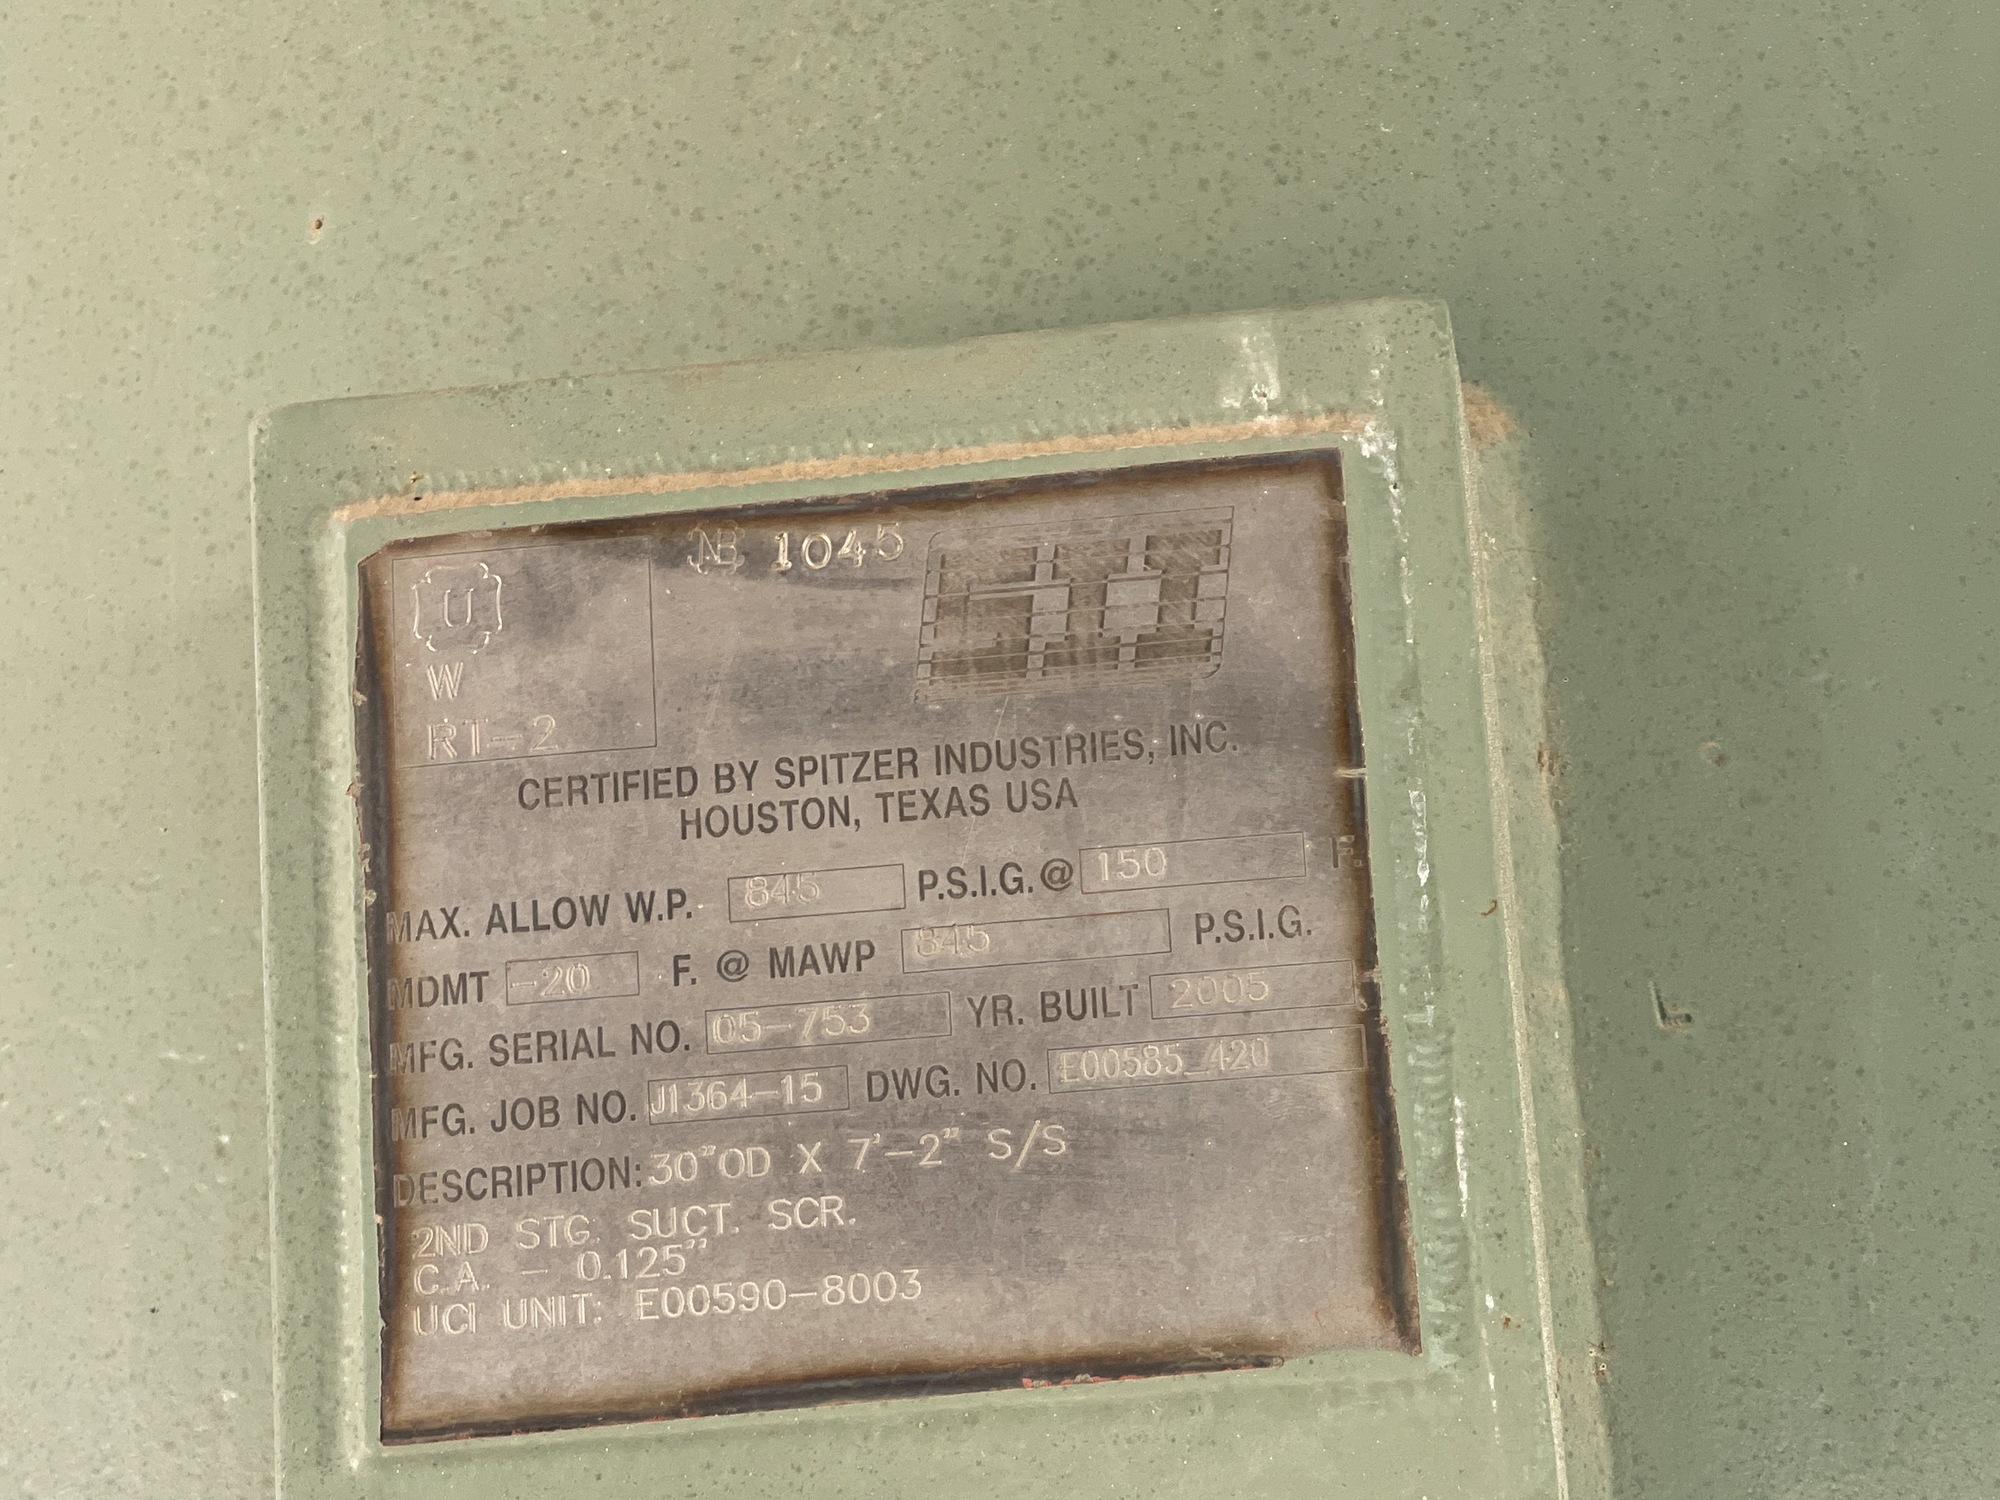 NB 1045
SII
U
W
RT-2
CERTIFIED BY SPITZER INDUSTRIES, INC.
HOUSTON, TEXAS USA
MAX. ALLOW W.P. 845 P.S.I.G. @ 150 F.
MDMT -20 F. @ MAWP 845 P.S.I.G.
MFG. SERIAL NO. 05-753 YR. BUILT 2005
MFG. JOB NO. J1364-15 DWG. NO. E00585_420
DESCRIPTION: 30"OD X 7'-2" S/S
2ND STG. SUCT. SCR.
C.A. - 0.125"
UCI UNIT: E00590-8003